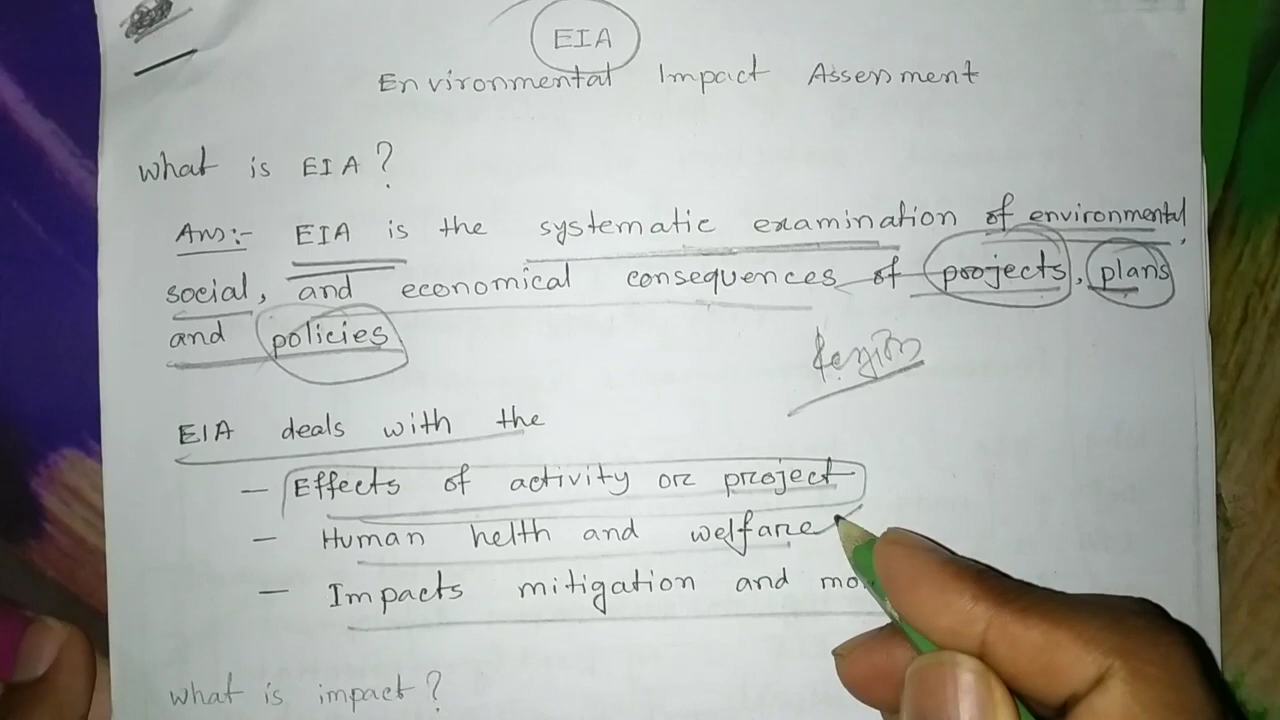 EIA
Environmental Impact Assessment
What is EIA?
Ans:- EIA is the systematic examination of environmental,
social, and economical consequences of projects, plans
and policies
EIA deals with the
- Effects of activity or project
- Human helth and welfare
- Impacts mitigation and
What is impact?